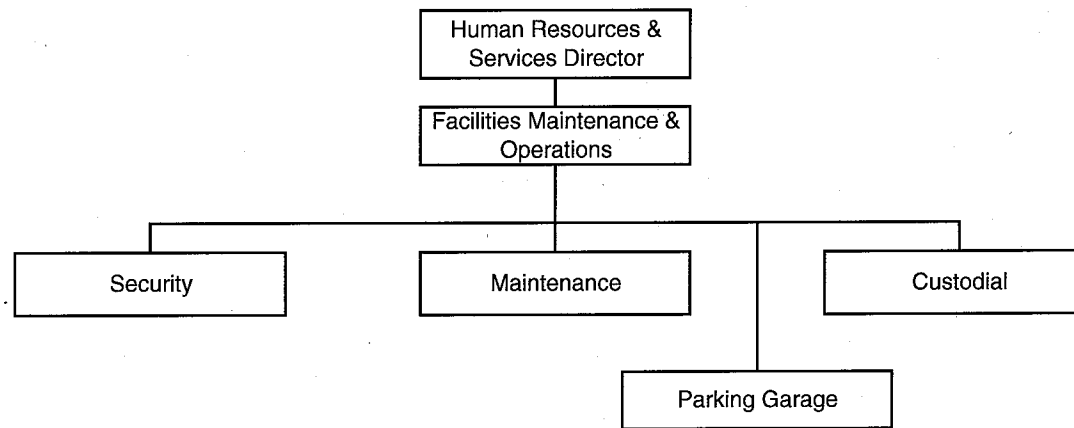 Human Resources &
Services Director
Facilities Maintenance &
Operations
Security
Maintenance
Custodial
Parking Garage